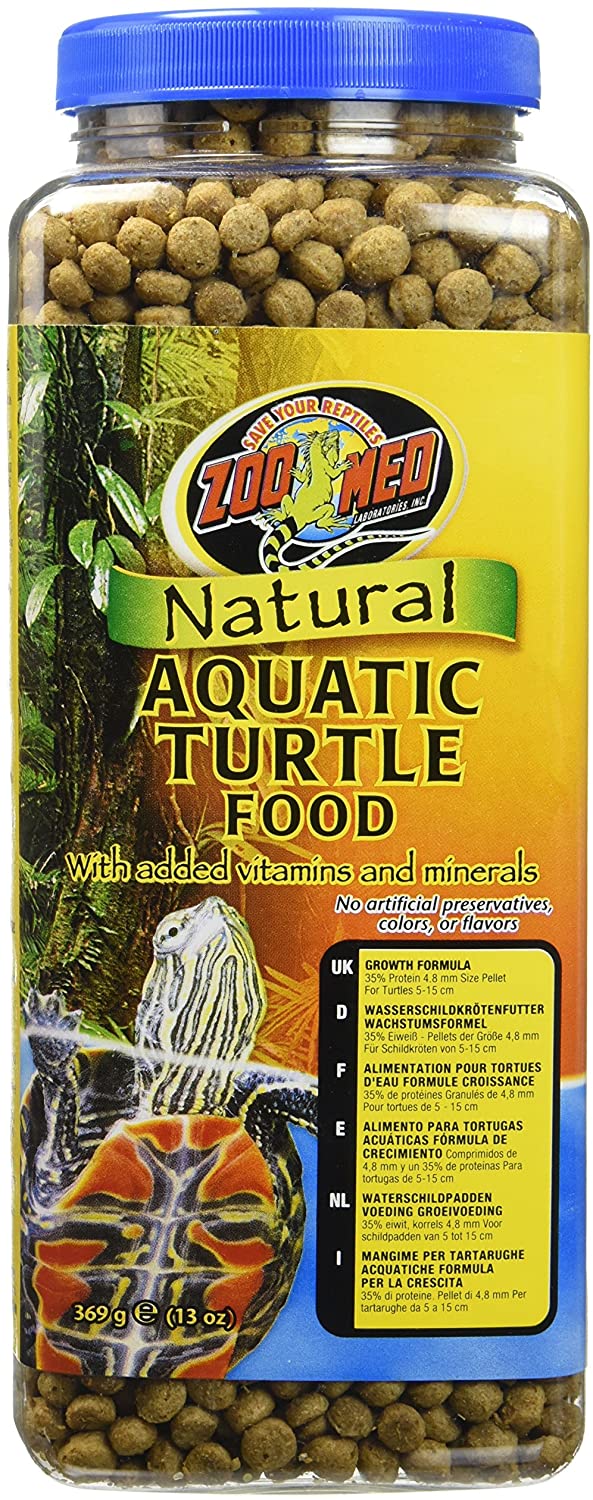 SAVE YOUR REPTILES
ZOO MED
LABORATORIES, INC.
Natural
AQUATIC
TURTLE
FOOD
With added vitamins and minerals
No artificial preservatives,
colors, or flavors
UK GROWTH FORMULA
35% Protein 4.8 mm Size Pellet
For Turtles 5-15 cm
D WASSERSCHILDKRÖTENFUTTER
WACHSTUMSFORMEL
35% Eiweiß - Pellets der Größe 4,8 mm
Für Schildkröten von 5-15 cm
F ALIMENTATION POUR TORTUES
D'EAU FORMULE CROISSANCE
35% de protéines Granulés de 4,8 mm
Pour tortues de 5 - 15 cm
E ALIMENTO PARA TORTUGAS
ACUÁTICAS FÓRMULA DE
CRECIMIENTO Comprimidos de
4,8 mm y un 35% de proteínas Para
tortugas de 5-15 cm
NL WATERSCHILDPADDEN
VOEDING GROEIVOEDING
35% eiwit, korrels 4,8 mm Voor
schildpadden van 5 tot 15 cm
I MANGIME PER TARTARUGHE
ACQUATICHE FORMULA
PER LA CRESCITA
35% di proteine. Pellet di 4,8 mm Per
tartarughe da 5 a 15 cm
369 g ℮ (13 oz)